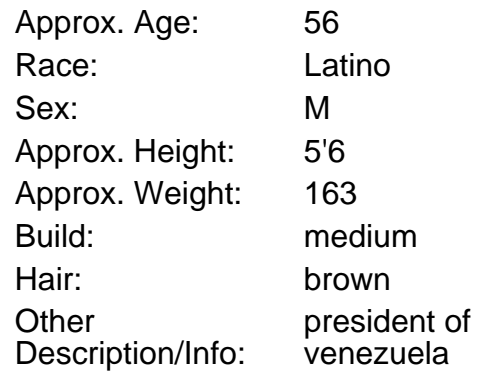 Approx. Age: 56
Race: Latino
Sex: M
Approx. Height: 5'6
Approx. Weight: 163
Build: medium
Hair: brown
Other president of
Description/Info: venezuela